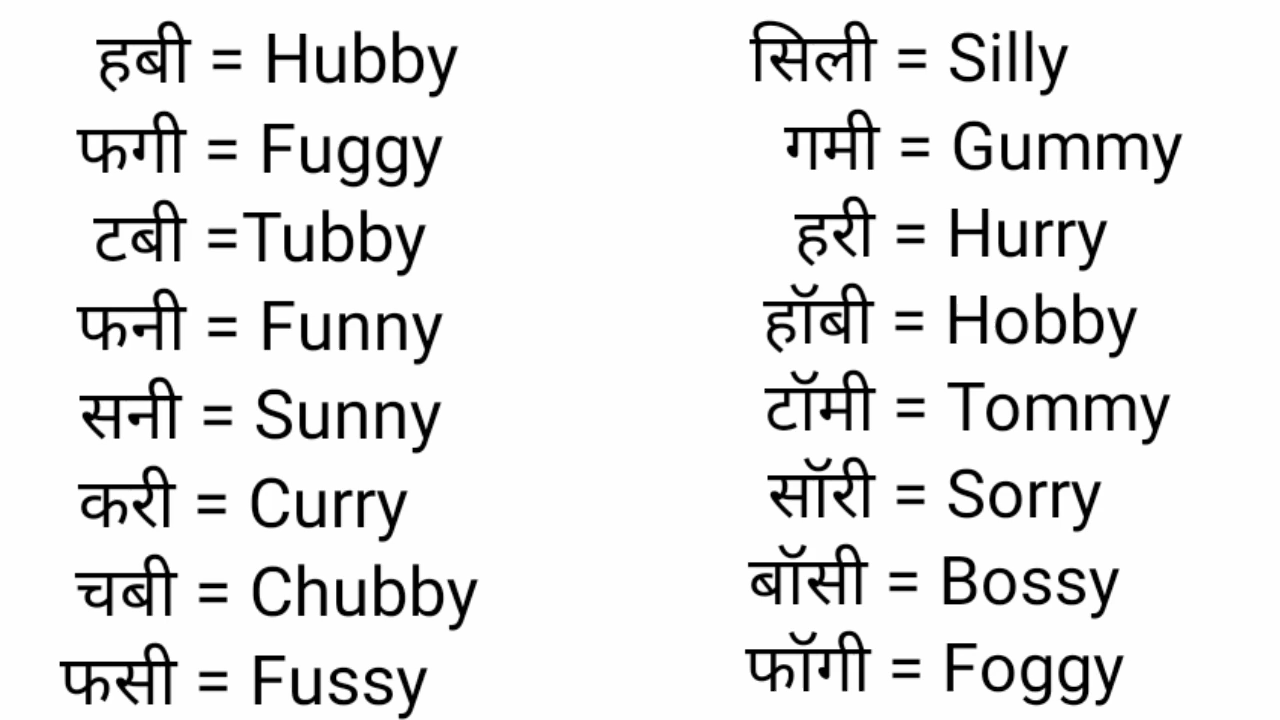 हबी = Hubby
फगी = Fuggy
टबी =Tubby
फनी = Funny
सनी = Sunny
करी = Curry
चबी = Chubby
फसी = Fussy
सिली = Silly
गमी = Gummy
हरी = Hurry
हॉबी = Hobby
टॉमी = Tommy
सॉरी = Sorry
बॉसी = Bossy
फॉगी = Foggy